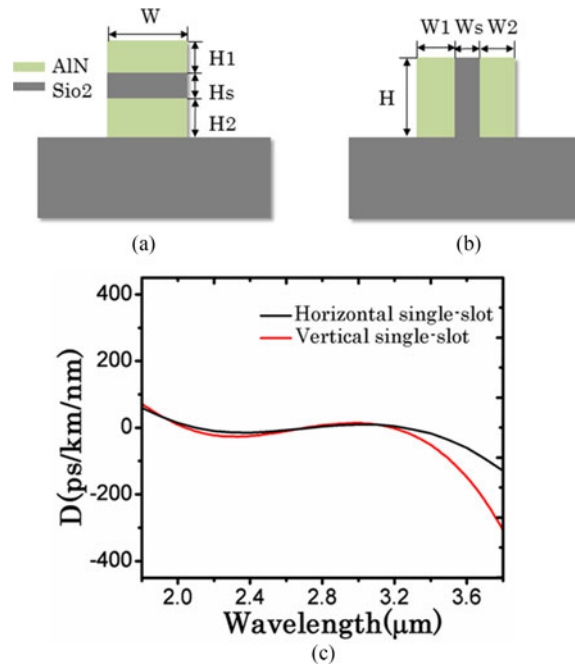 W
H1
Hs
H2
AlN
Sio2
(a)
W1 Ws W2
H
(b)
400
200
0
-200
-400
D(ps/km/nm)
Horizontal single-slot
Vertical single-slot
2.0 2.4 2.8 3.2 3.6
Wavelength(μm)
(c)